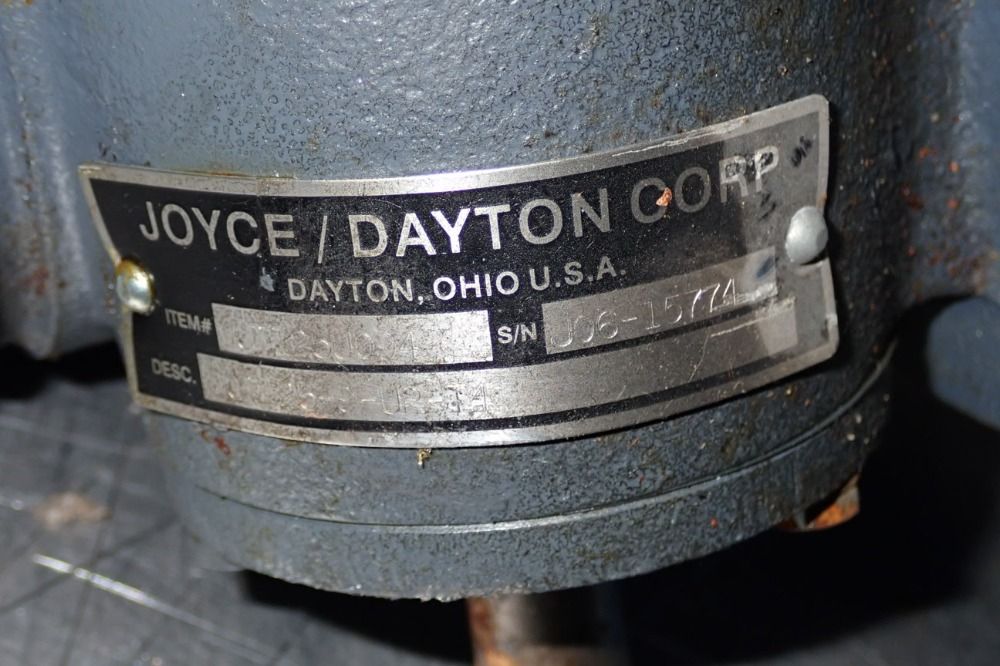 JOYCE / DAYTON CORP
DAYTON, OHIO U.S.A.
ITEM# S/N J06-15774
DESC.